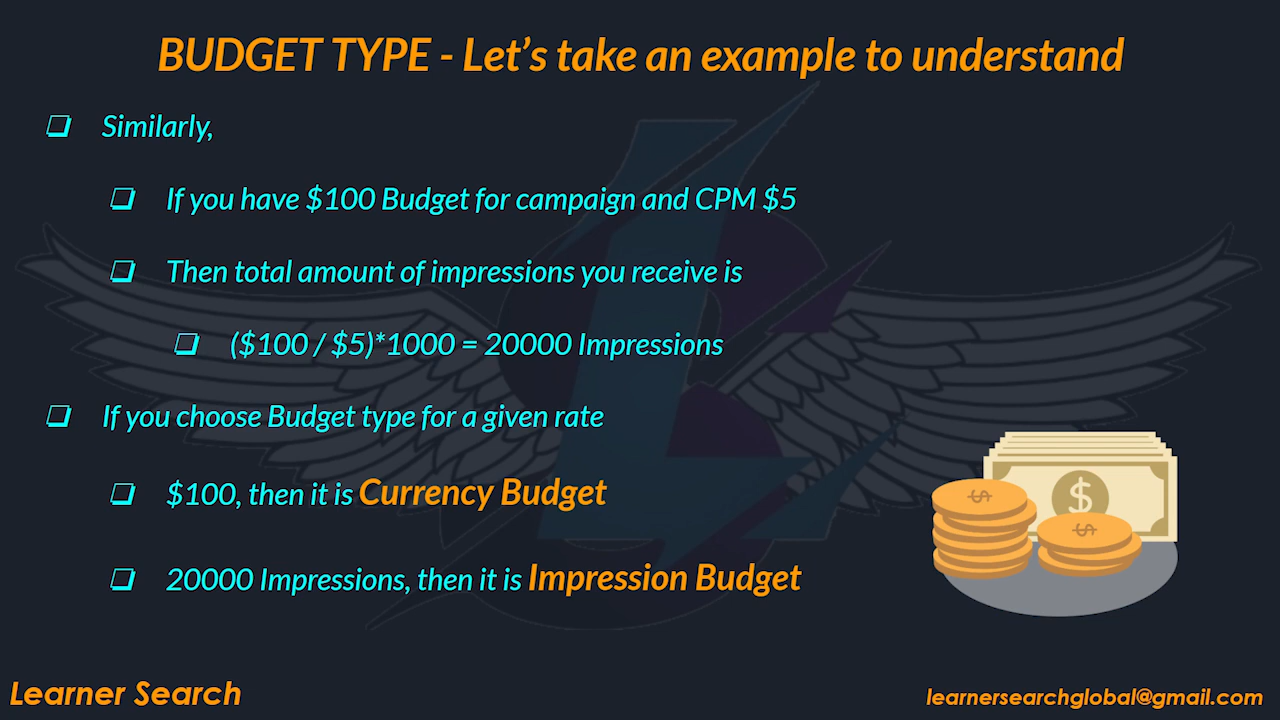 BUDGET TYPE - Let's take an example to understand
Similarly,
If you have $100 Budget for campaign and CPM $5
Then total amount of impressions you receive is
($100 / $5)*1000 = 20000 Impressions
If you choose Budget type for a given rate
$100, then it is Currency Budget
20000 Impressions, then it is Impression Budget
Learner Search
learnersearchglobal@gmail.com